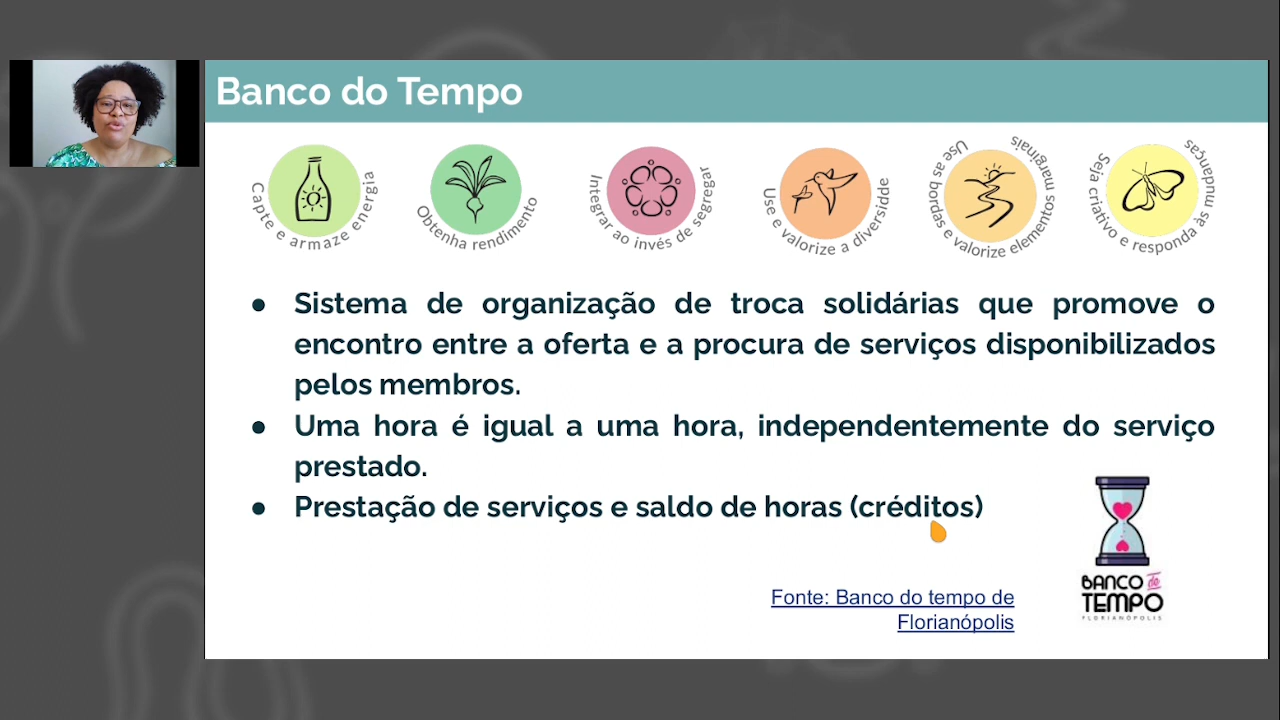 Banco do Tempo
Capte e armaze energia
Obtenha rendimento
Integrar ao invés de segregar
Use e valorize a diversidde
Use as bordas e valorize elementos marginais
Seja criativo e responda às mudanças
● Sistema de organização de troca solidárias que promove o
encontro entre a oferta e a procura de serviços disponibilizados
pelos membros.
● Uma hora é igual a uma hora, independentemente do serviço
prestado.
● Prestação de serviços e saldo de horas (créditos)
Fonte: Banco do tempo de
Florianópolis
BANCO de
TEMPO
FLORIANÓPOLIS